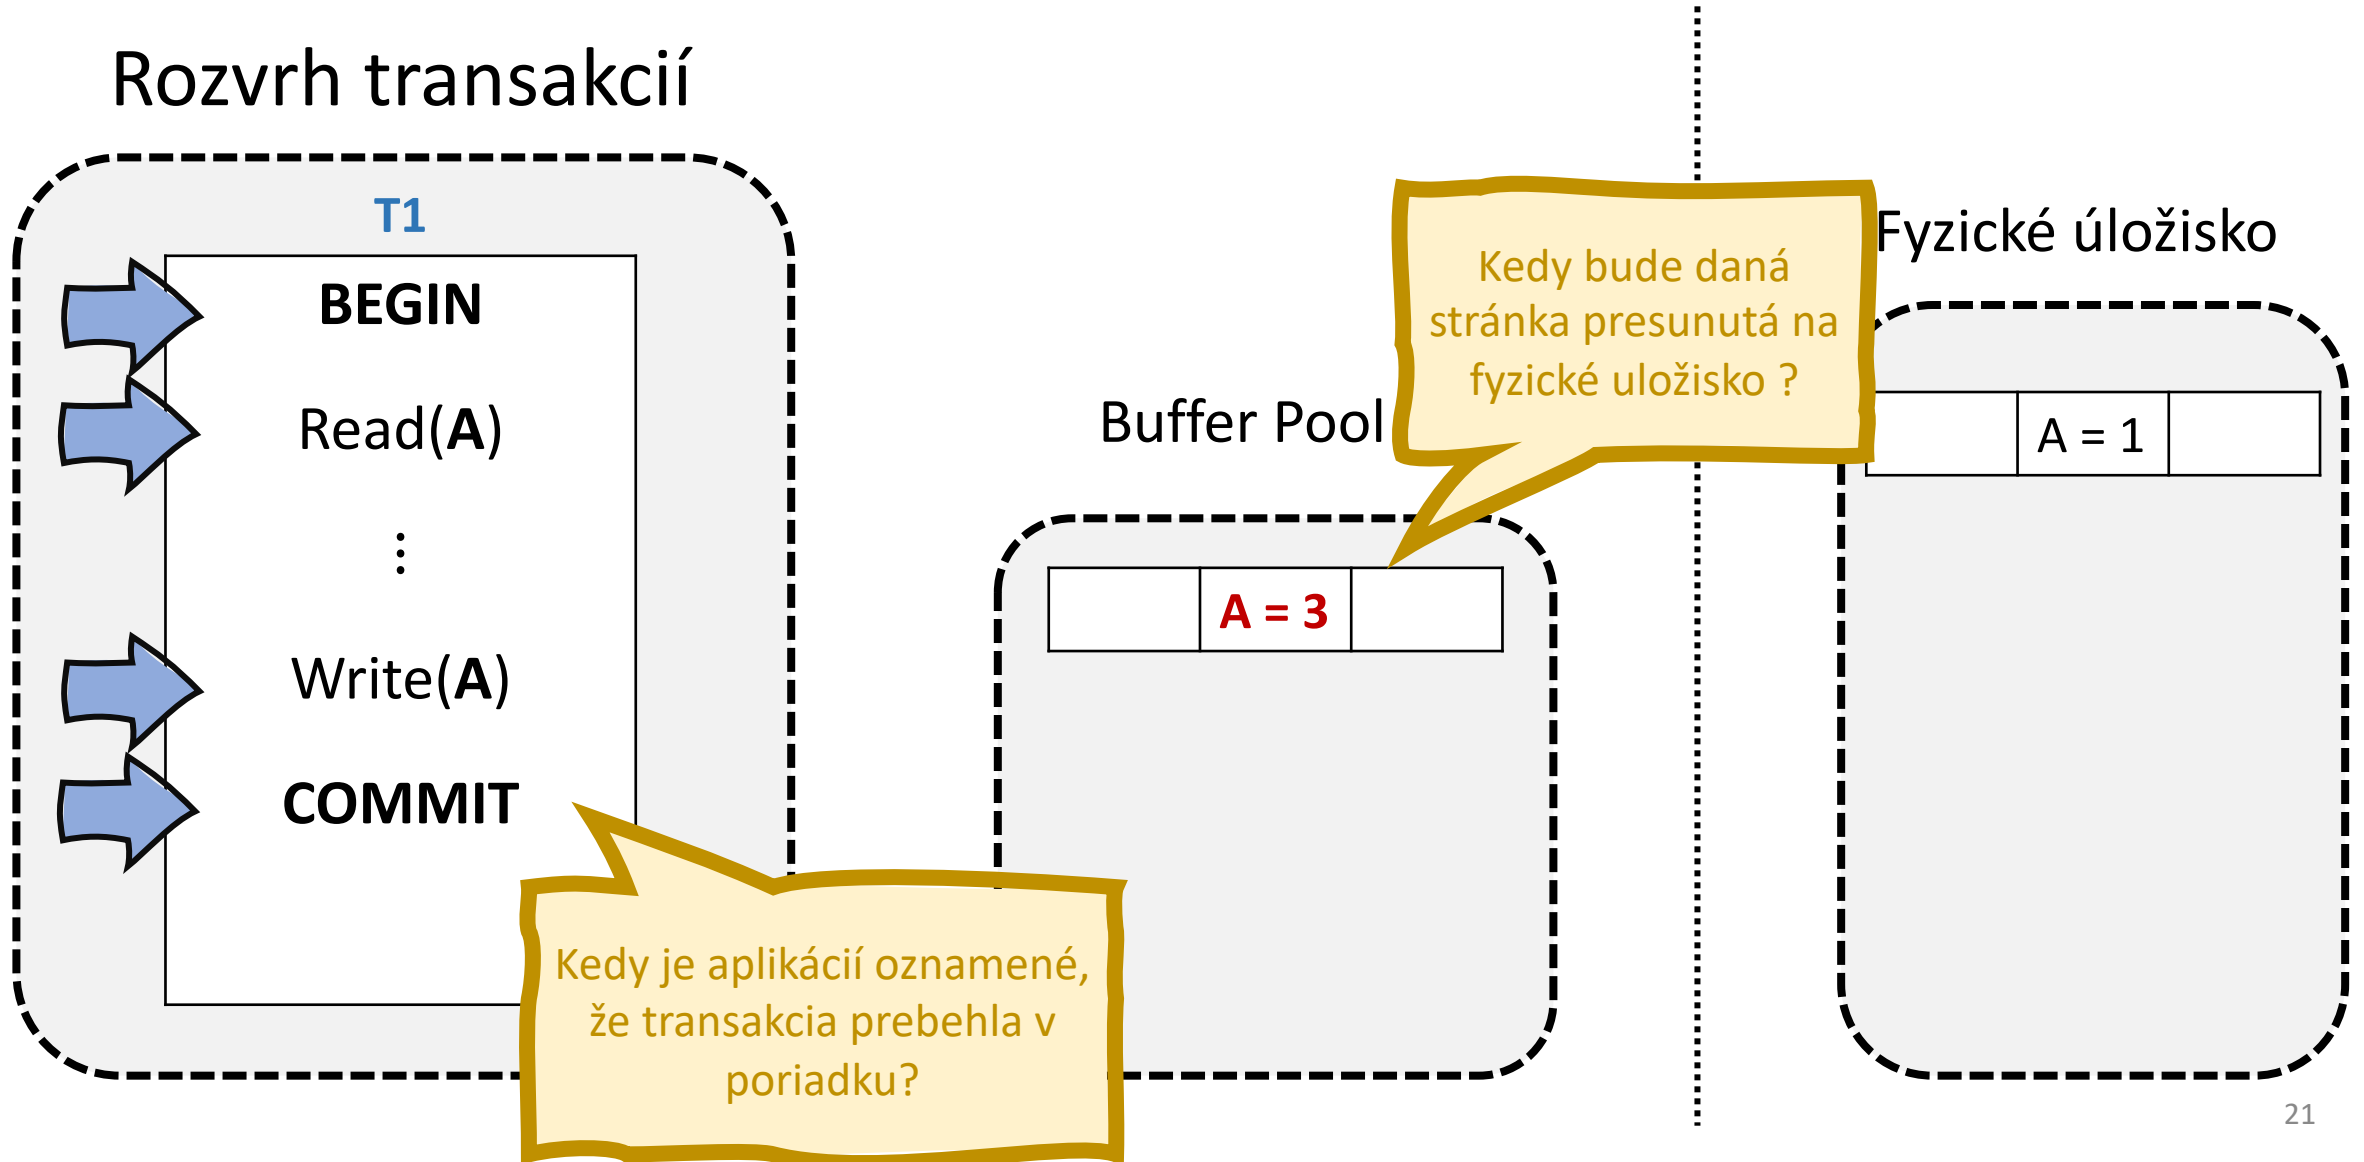 Rozvrh transakcií
T1
BEGIN
Read(A)
⋮
Write(A)
COMMIT
Kedy je aplikácií oznamené,
že transakcia prebehla v
poriadku?
Buffer Pool
A = 3
Kedy bude daná
stránka presunutá na
fyzické uložisko ?
Fyzické úložisko
A = 1
21